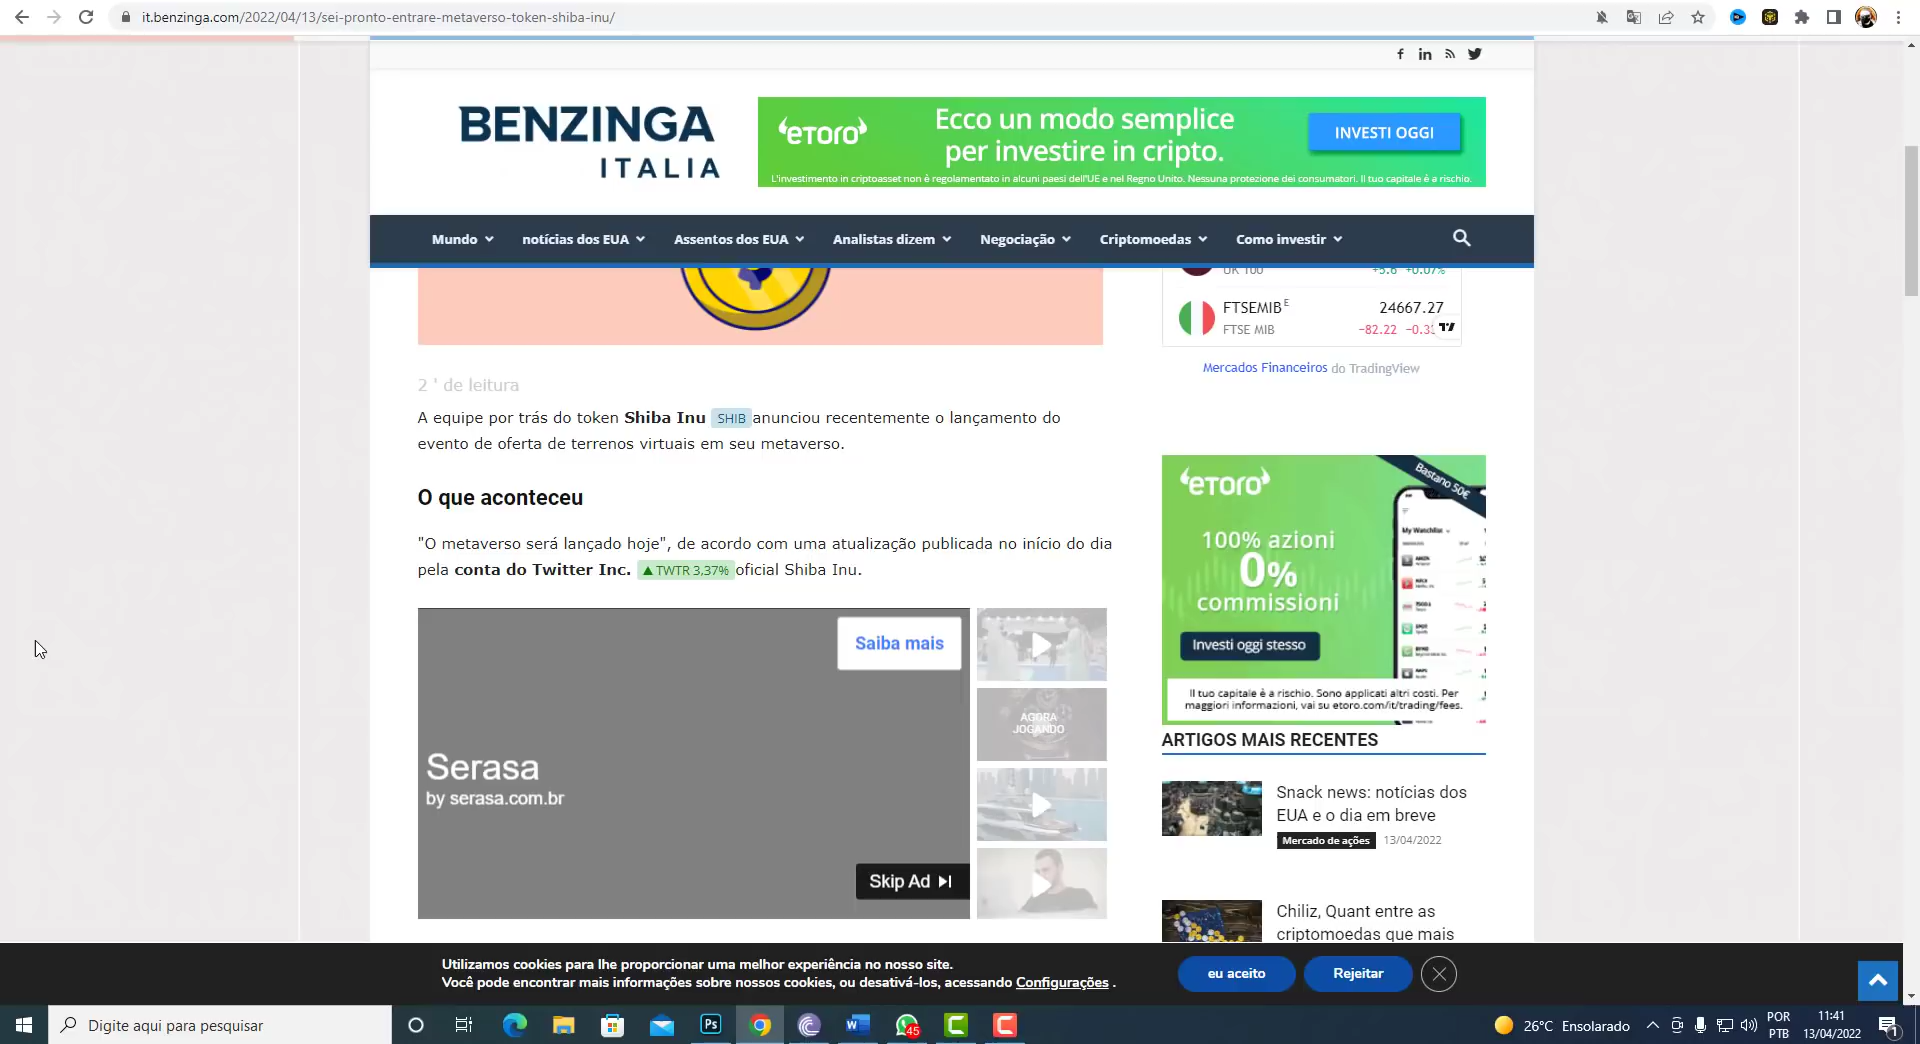 it.benzinga.com/2022/04/13/sei-pronto-entrare-metaverso-token-shiba-inu/
BENZINGA
ITALIA
eToro
Ecco un modo semplice
per investire in cripto.
INVESTI OGGI
L'investimento in criptoasset non è regolamentato in alcuni paesi dell'UE e nel Regno Unito. Nessuna protezione dei consumatori. Il tuo capitale è a rischio.
Mundo
notícias dos EUA
Assentos dos EUA
Analistas dizem
Negociação
Criptomoedas
Como investir
UK 100
+5.6 +0.07%
FTSEMIB E 24667.27
FTSE MIB −82.22
Mercados Financeiros do TradingView
2 ' de leitura
A equipe por trás do token Shiba Inu SHIB anunciou recentemente o lançamento do
evento de oferta de terrenos virtuais em seu metaverso.
O que aconteceu
"O metaverso será lançado hoje", de acordo com uma atualização publicada no início do dia
pela conta do Twitter Inc. ▲ TWTR 3,37% oficial Shiba Inu.
Saiba mais
Serasa
by serasa.com.br
Skip Ad
AGORA
JOGANDO
eToro
Bastano 50€
100% azioni
0%
commissioni
Investi oggi stesso
My Watchlist
Il tuo capitale è a rischio. Sono applicati altri costi. Per
maggiori informazioni, vai su etoro.com/it/trading/fees.
ARTIGOS MAIS RECENTES
Snack news: notícias dos
EUA e o dia em breve
Mercado de ações 13/04/2022
Chiliz, Quant entre as
criptomoedas que mais
Utilizamos cookies para lhe proporcionar uma melhor experiência no nosso site.
Você pode encontrar mais informações sobre nossos cookies, ou desativá-los, acessando Configurações .
eu aceito
Rejeitar
Digite aqui para pesquisar
Ps
45
26°C Ensolarado
POR
PTB
11:41
13/04/2022
1